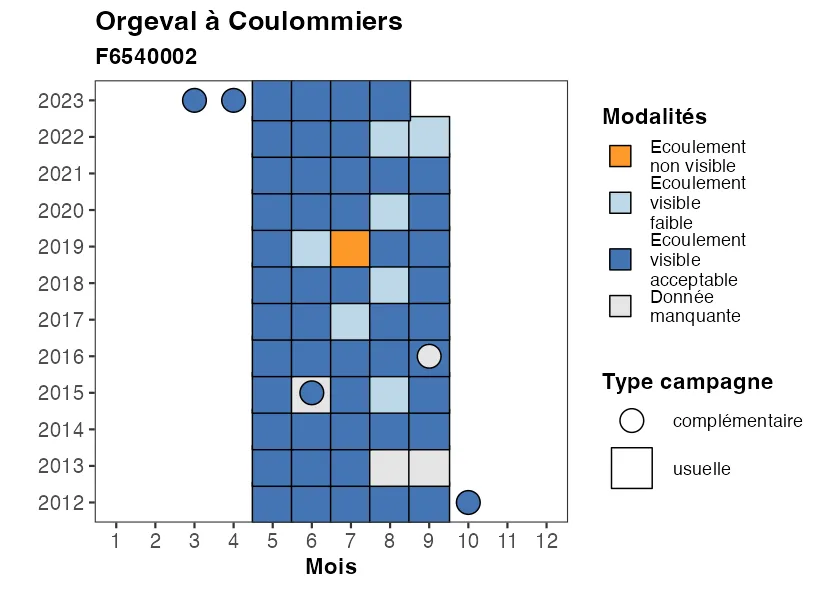 Orgeval à Coulommiers
F6540002
2023
2022
2021
2020
2019
2018
2017
2016
2015
2014
2013
2012
1 2 3 4 5 6 7 8 9 10 11 12
Mois
Modalités
Ecoulement
non visible
Ecoulement
visible
faible
Ecoulement
visible
acceptable
Donnée
manquante
Type campagne
complémentaire
usuelle